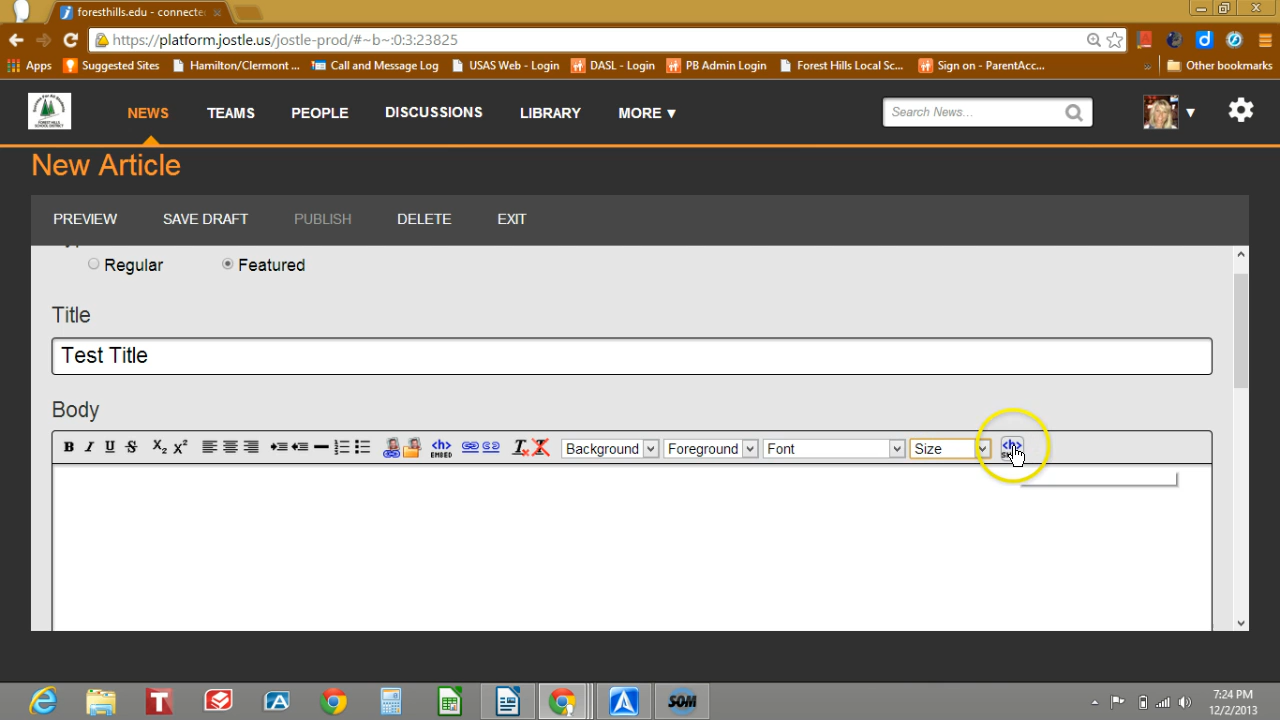 foresthills.edu - connecte
https://platform.jostle.us/jostle-prod/#~b~:0:3:23825
Apps Suggested Sites Hamilton/Clermont ... Call and Message Log USAS Web - Login DASL - Login PB Admin Login Forest Hills Local Sc... Sign on - ParentAcc... » Other bookmarks
NEWS TEAMS PEOPLE DISCUSSIONS LIBRARY MORE ▼ Search News...
New Article
PREVIEW SAVE DRAFT PUBLISH DELETE EXIT
Regular Featured
Title
Test Title
Body
B I U S X2 X² <h> EMBED Background Foreground Font Size <h>
7:24 PM
12/2/2013
SOM